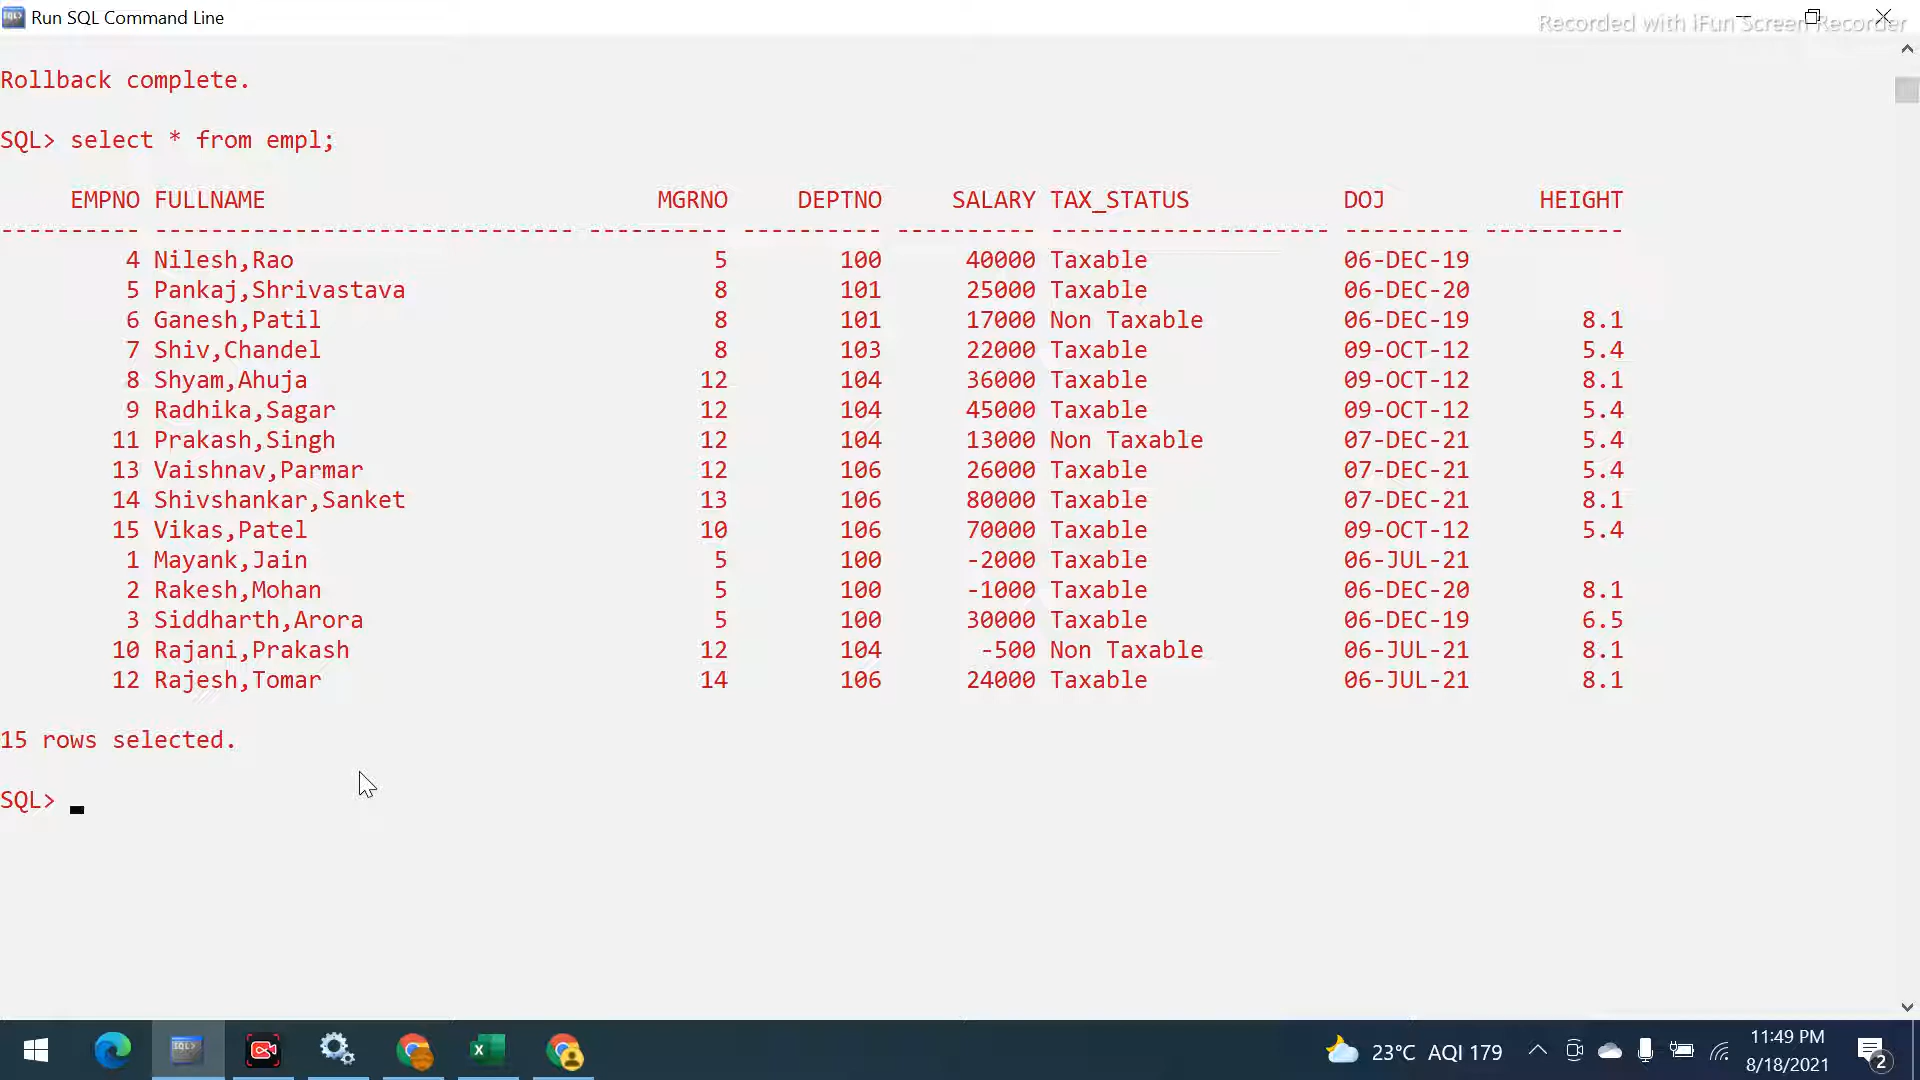 Run SQL Command Line
Recorded with iFun Screen Recorder
Rollback complete.
SQL> select * from empl;
EMPNO FULLNAME MGRNO DEPTNO SALARY TAX_STATUS DOJ HEIGHT
---------- ------------------------------ ---------- ---------- ---------- -------------------- --------- ----------
4 Nilesh,Rao 5 100 40000 Taxable 06-DEC-19
5 Pankaj,Shrivastava 8 101 25000 Taxable 06-DEC-20
6 Ganesh,Patil 8 101 17000 Non Taxable 06-DEC-19 8.1
7 Shiv,Chandel 8 103 22000 Taxable 09-OCT-12 5.4
8 Shyam,Ahuja 12 104 36000 Taxable 09-OCT-12 8.1
9 Radhika,Sagar 12 104 45000 Taxable 09-OCT-12 5.4
11 Prakash,Singh 12 104 13000 Non Taxable 07-DEC-21 5.4
13 Vaishnav,Parmar 12 106 26000 Taxable 07-DEC-21 5.4
14 Shivshankar,Sanket 13 106 80000 Taxable 07-DEC-21 8.1
15 Vikas,Patel 10 106 70000 Taxable 09-OCT-12 5.4
1 Mayank,Jain 5 100 -2000 Taxable 06-JUL-21
2 Rakesh,Mohan 5 100 -1000 Taxable 06-DEC-20 8.1
3 Siddharth,Arora 5 100 30000 Taxable 06-DEC-19 6.5
10 Rajani,Prakash 12 104 -500 Non Taxable 06-JUL-21 8.1
12 Rajesh,Tomar 14 106 24000 Taxable 06-JUL-21 8.1
15 rows selected.
SQL>
23°C AQI 179
11:49 PM
8/18/2021
2